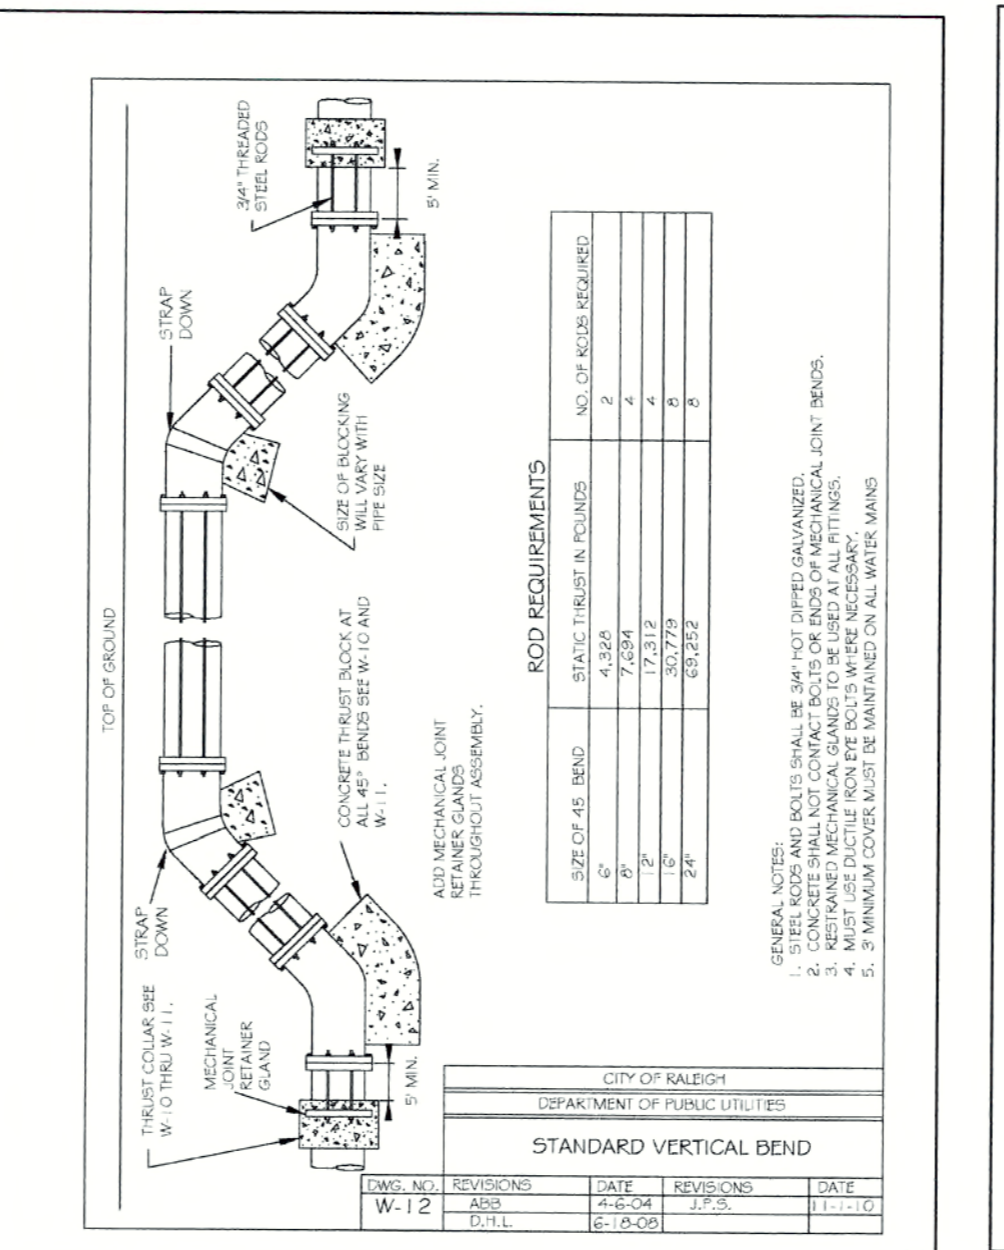 TOP OF GROUND
THRUST COLLAR SEE
W-10 THRU W-11.
STRAP
DOWN
MECHANICAL
JOINT
RETAINER
GLAND
5' MIN.
CONCRETE THRUST BLOCK AT
ALL 45° BENDS SEE W-10 AND
W-11.
ADD MECHANICAL JOINT
RETAINER GLANDS
THROUGHOUT ASSEMBLY.
SIZE OF BLOCKING
WILL VARY WITH
PIPE SIZE
STRAP
DOWN
3/4" THREADED
STEEL RODS
5' MIN.
ROD REQUIREMENTS
SIZE OF 45 BEND STATIC THRUST IN POUNDS NO. OF RODS REQUIRED
6" 4,328 2
8" 7,694 4
12" 17,312 4
16" 30,779 8
24" 69,252 8
GENERAL NOTES:
1. STEEL RODS AND BOLTS SHALL BE 3/4" HOT DIPPED GALVANIZED.
2. CONCRETE SHALL NOT CONTACT BOLTS OR ENDS OF MECHANICAL JOINT BENDS.
3. RESTRAINED MECHANICAL GLANDS TO BE USED AT ALL FITTINGS.
4. MUST USE DUCTILE IRON EYE BOLTS WHERE NECESSARY.
5. 3' MINIMUM COVER MUST BE MAINTAINED ON ALL WATER MAINS
CITY OF RALEIGH
DEPARTMENT OF PUBLIC UTILITIES
STANDARD VERTICAL BEND
DWG. NO. REVISIONS DATE REVISIONS DATE
W-12 ABB 4-6-04 J.P.S. 11-1-10
D.H.L. 6-18-08